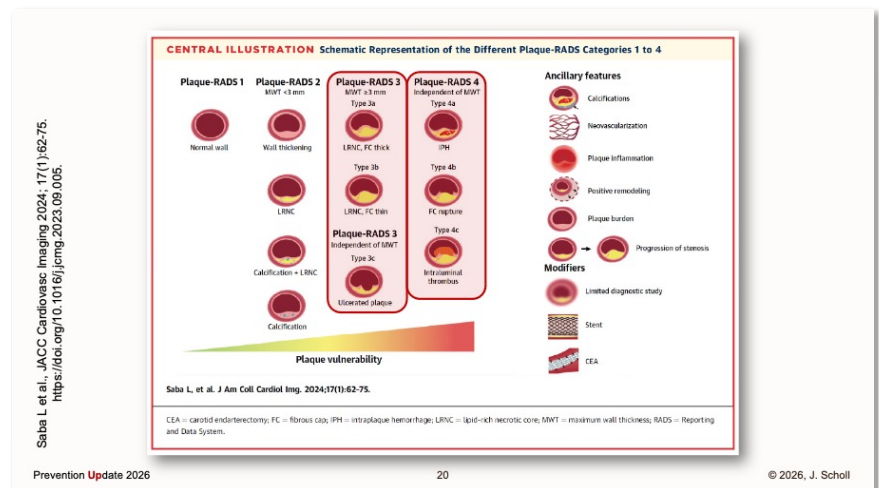 Saba L et al., JACC Cardiovasc Imaging 2024; 17(1):62-75.
https://doi.org/10.1016/j.jcmg.2023.09.005.
CENTRAL ILLUSTRATION Schematic Representation of the Different Plaque-RADS Categories 1 to 4
Plaque-RADS 1
Normal wall
Plaque-RADS 2
MWT <3 mm
Wall thickening
LRNC
Calcification + LRNC
Calcification
Plaque-RADS 3
MWT ≥3 mm
Type 3a
LRNC, FC thick
Type 3b
LRNC, FC thin
Plaque-RADS 3
Independent of MWT
Type 3c
Ulcerated plaque
Plaque-RADS 4
Independent of MWT
Type 4a
IPH
Type 4b
FC rupture
Type 4c
Intraluminal
thrombus
Plaque vulnerability
Ancillary features
Calcifications
Neovascularization
Plaque inflammation
Positive remodeling
Plaque burden
Progression of stenosis
Modifiers
Limited diagnostic study
Stent
CEA
Saba L, et al. J Am Coll Cardiol Img. 2024;17(1):62-75.
CEA = carotid endarterectomy; FC = fibrous cap; IPH = intraplaque hemorrhage; LRNC = lipid-rich necrotic core; MWT = maximum wall thickness; RADS = Reporting
and Data System.
Prevention Update 2026
20
© 2026, J. Scholl